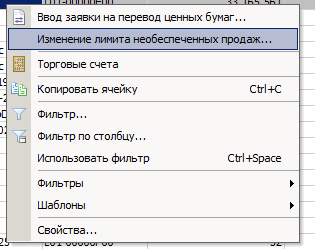 Ввод заявки на перевод ценных бумаг...
Изменение лимита необеспеченных продаж...
Торговые счета
Копировать ячейку Ctrl+C
Фильтр...
Фильтр по столбцу...
Использовать фильтр Ctrl+Space
Фильтры
Шаблоны
Свойства...